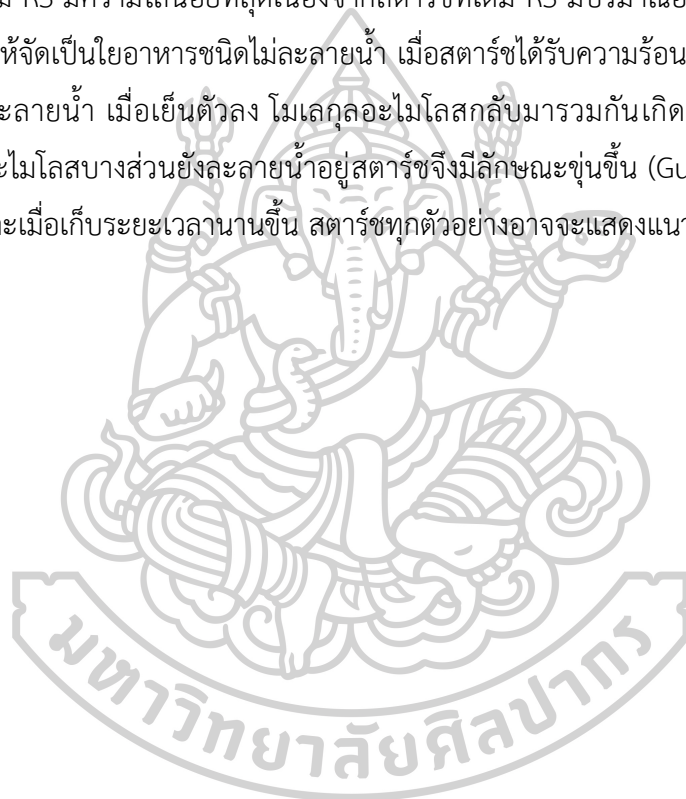 RS มีความใสน้อยที่สุดเนื่องจากสตาร์ชที่เติม RS มีปริมาณอ
ห้จัดเป็นใยอาหารชนิดไม่ละลายน้ำ เมื่อสตาร์ชได้รับความร้อน
ะลายน้ำ เมื่อเย็นตัวลง โมเลกุลอะไมโลสกลับมารวมกันเกิด
ะไมโลสบางส่วนยังละลายน้ำอยู่สตาร์ชจึงมีลักษณะขุ่นขึ้น (Gu
ะเมื่อเก็บระยะเวลานานขึ้น สตาร์ชทุกตัวอย่างอาจจะแสดงแนว
มหาวิทยาลัยศิลปากร